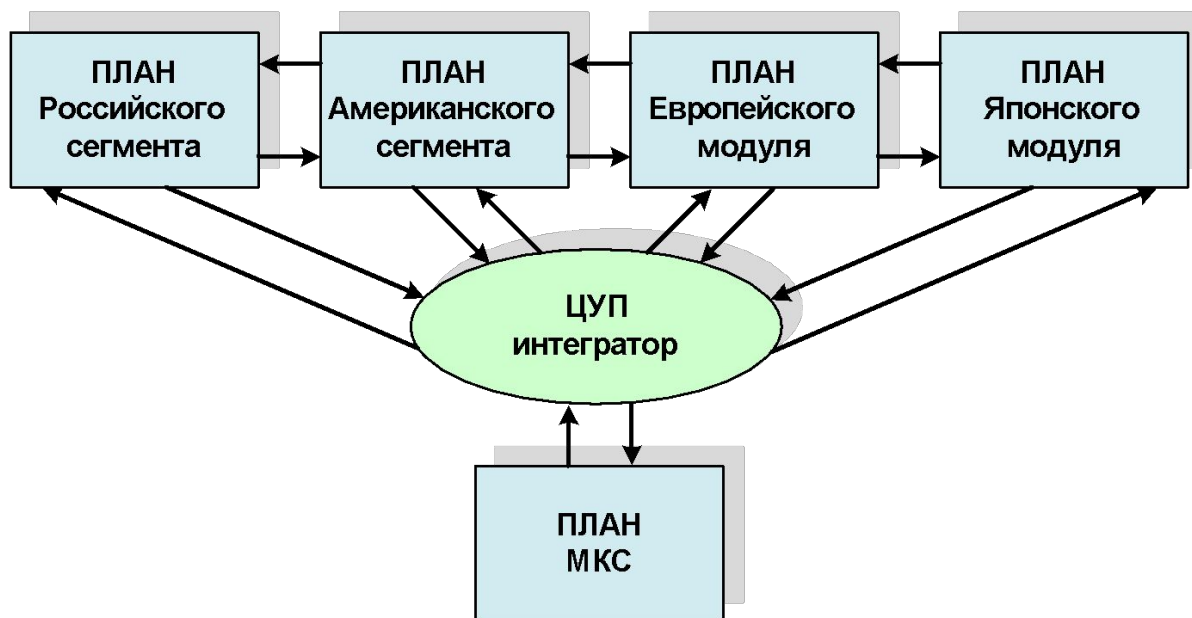 ПЛАН
Российского
сегмента
ПЛАН
Американского
сегмента
ПЛАН
Европейского
модуля
ПЛАН
Японского
модуля
ЦУП
интегратор
ПЛАН
МКС